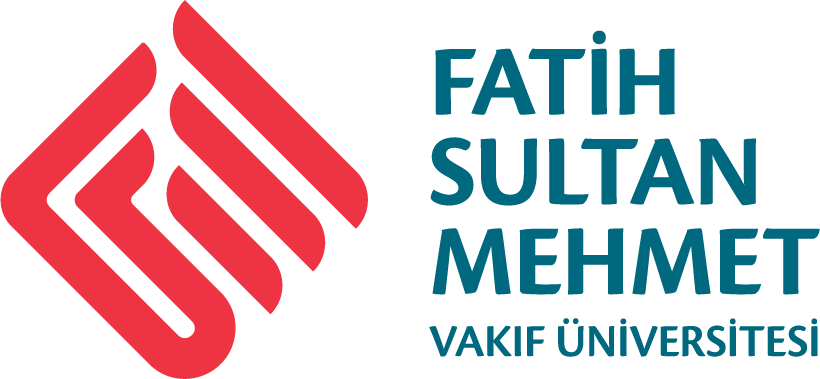 FATİH
SULTAN
MEHMET
VAKIF ÜNİVERSİTESİ